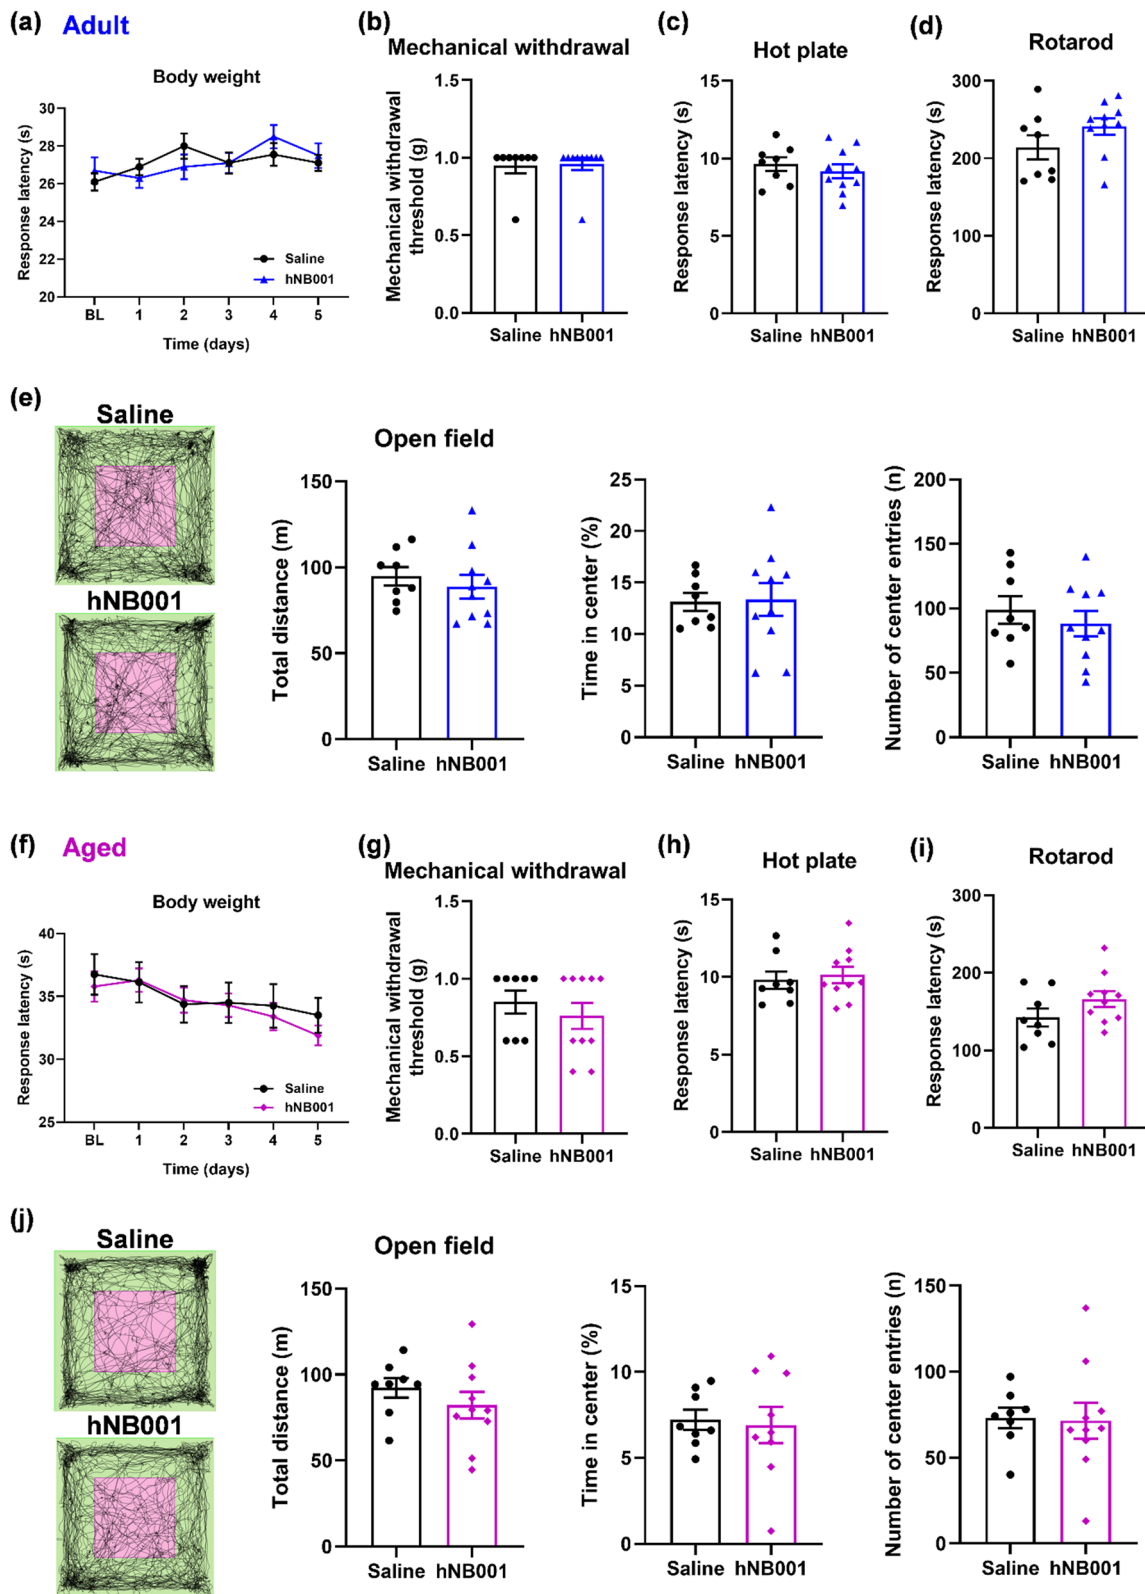 (a) Adult
Body weight
Response latency (s)
30
28
26
24
22
20
Saline
hNB001
BL 1 2 3 4 5
Time (days)
(b)
Mechanical withdrawal
Mechanical withdrawal
threshold (g)
1.5
1.0
0.5
0.0
Saline hNB001
(c)
Hot plate
Response latency (s)
15
10
5
0
Saline hNB001
(d)
Rotarod
Response latency (s)
300
200
100
0
Saline hNB001
(e)
Saline
hNB001
Open field
Total distance (m)
150
100
50
0
Saline hNB001
Time in center (%)
25
20
15
10
5
0
Saline hNB001
Number of center entries (n)
200
150
100
50
0
Saline hNB001
(f) Aged
Body weight
Response latency (s)
40
35
30
25
Saline
hNB001
BL 1 2 3 4 5
Time (days)
(g)
Mechanical withdrawal
Mechanical withdrawal
threshold (g)
1.5
1.0
0.5
0.0
Saline hNB001
(h)
Hot plate
Response latency (s)
15
10
5
0
Saline hNB001
(i)
Rotarod
Response latency (s)
300
200
100
0
Saline hNB001
(j)
Saline
hNB001
Open field
Total distance (m)
150
100
50
0
Saline hNB001
Time in center (%)
15
10
5
0
Saline hNB001
Number of center entries (n)
150
100
50
0
Saline hNB001